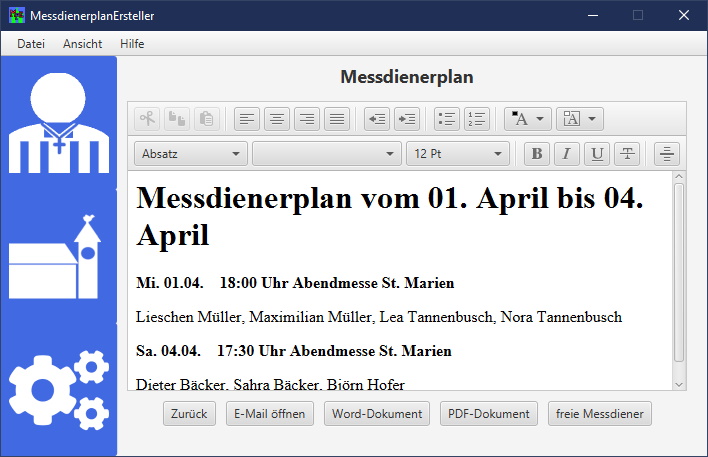 MessdienerplanErsteller
Datei Ansicht Hilfe
Messdienerplan
A A
Absatz 12 Pt B I U T
Messdienerplan vom 01. April bis 04.
April
Mi. 01.04. 18:00 Uhr Abendmesse St. Marien
Lieschen Müller, Maximilian Müller, Lea Tannenbusch, Nora Tannenbusch
Sa. 04.04. 17:30 Uhr Abendmesse St. Marien
Dieter Bäcker, Sahra Bäcker, Björn Hofer
Zurück E-Mail öffnen Word-Dokument PDF-Dokument freie Messdiener